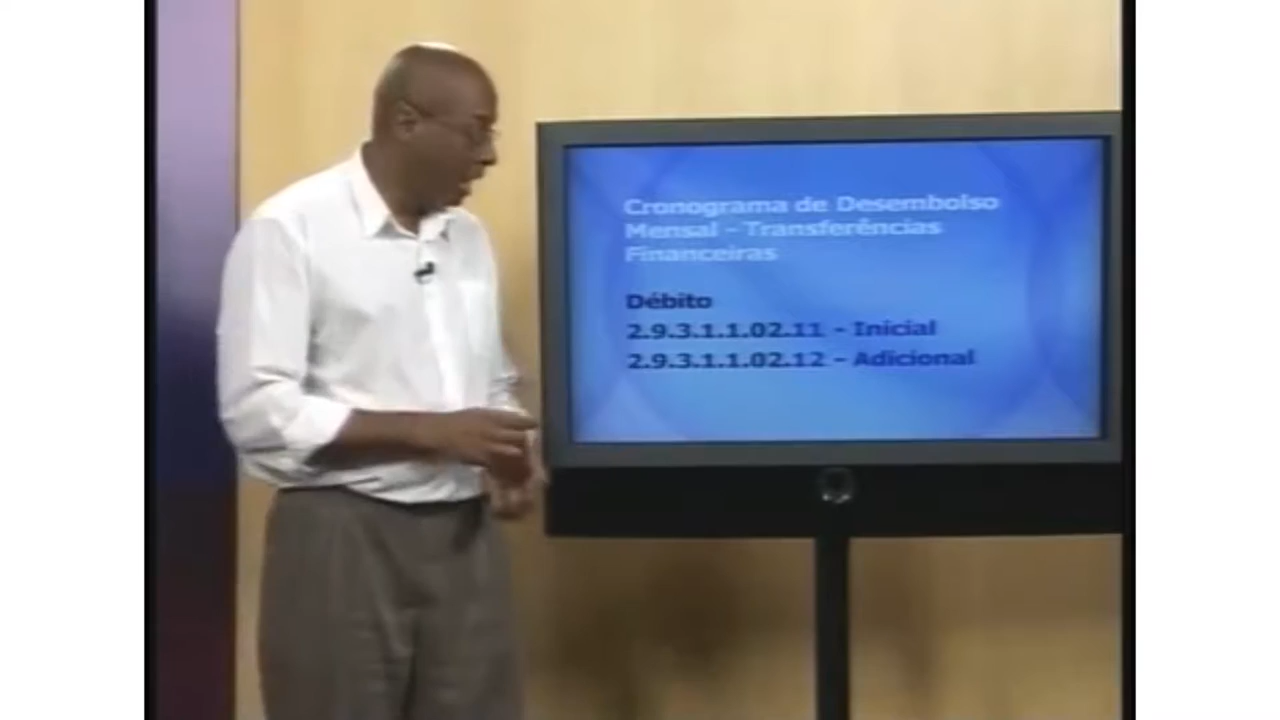 Cronograma de Desembolso
Mensal - Transferências
Financeiras
Débito
2.9.3.1.1.02.11 - Inicial
2.9.3.1.1.02.12 - Adicional